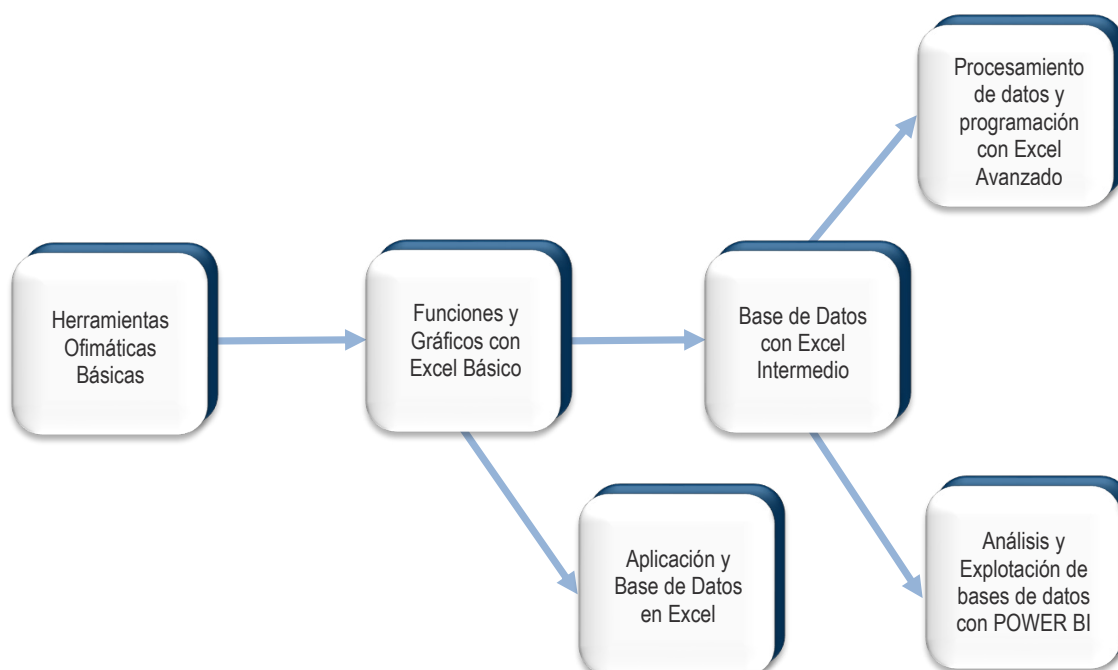 Procesamiento
de datos y
programación
con Excel
Avanzado
Herramientas
Ofimáticas
Básicas
Funciones y
Gráficos con
Excel Básico
Base de Datos
con Excel
Intermedio
Aplicación y
Base de Datos
en Excel
Análisis y
Explotación de
bases de datos
con POWER BI